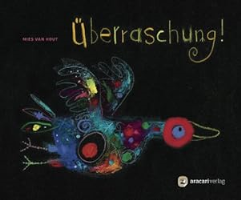 MIES VAN HOUT
Überraschung!
aracari verlag